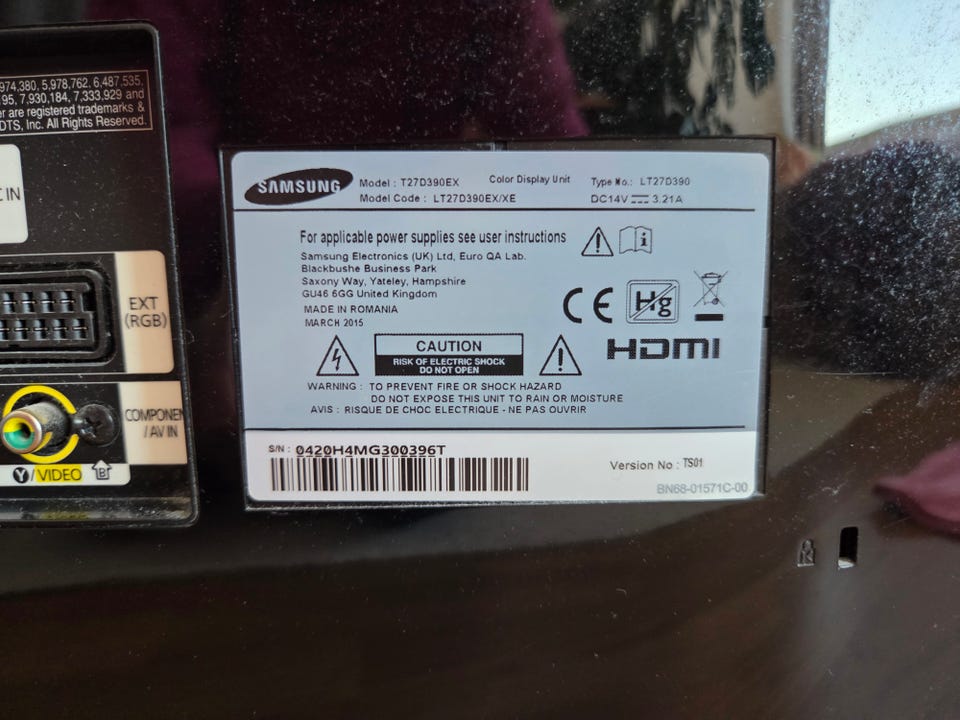 974,380, 5,978,762. 6,487,535.
95, 7,930,184, 7,333,929 and
er are registered trademarks &
DTS, Inc. All Rights Reserved.
IN
EXT
(RGB)
COMPONEN
/ AV IN
Y/VIDEO
SAMSUNG
Model : T27D390EX
Color Display Unit
Type No.: LT27D390
Model Code : LT27D390EX/XE
DC14V 3.21A
For applicable power supplies see user instructions
Samsung Electronics (UK) Ltd, Euro QA Lab.
Blackbushe Business Park
Saxony Way, Yateley, Hampshire
GU46 6GG United Kingdom
MADE IN ROMANIA
MARCH 2015
CE
Hg
HDMI
CAUTION
RISK OF ELECTRIC SHOCK
DO NOT OPEN
WARNING : TO PREVENT FIRE OR SHOCK HAZARD
DO NOT EXPOSE THIS UNIT TO RAIN OR MOISTURE
AVIS : RISQUE DE CHOC ELECTRIQUE - NE PAS OUVRIR
S/N : 0420H4MG300396T
Version No : TS01
BN68-01571C-00